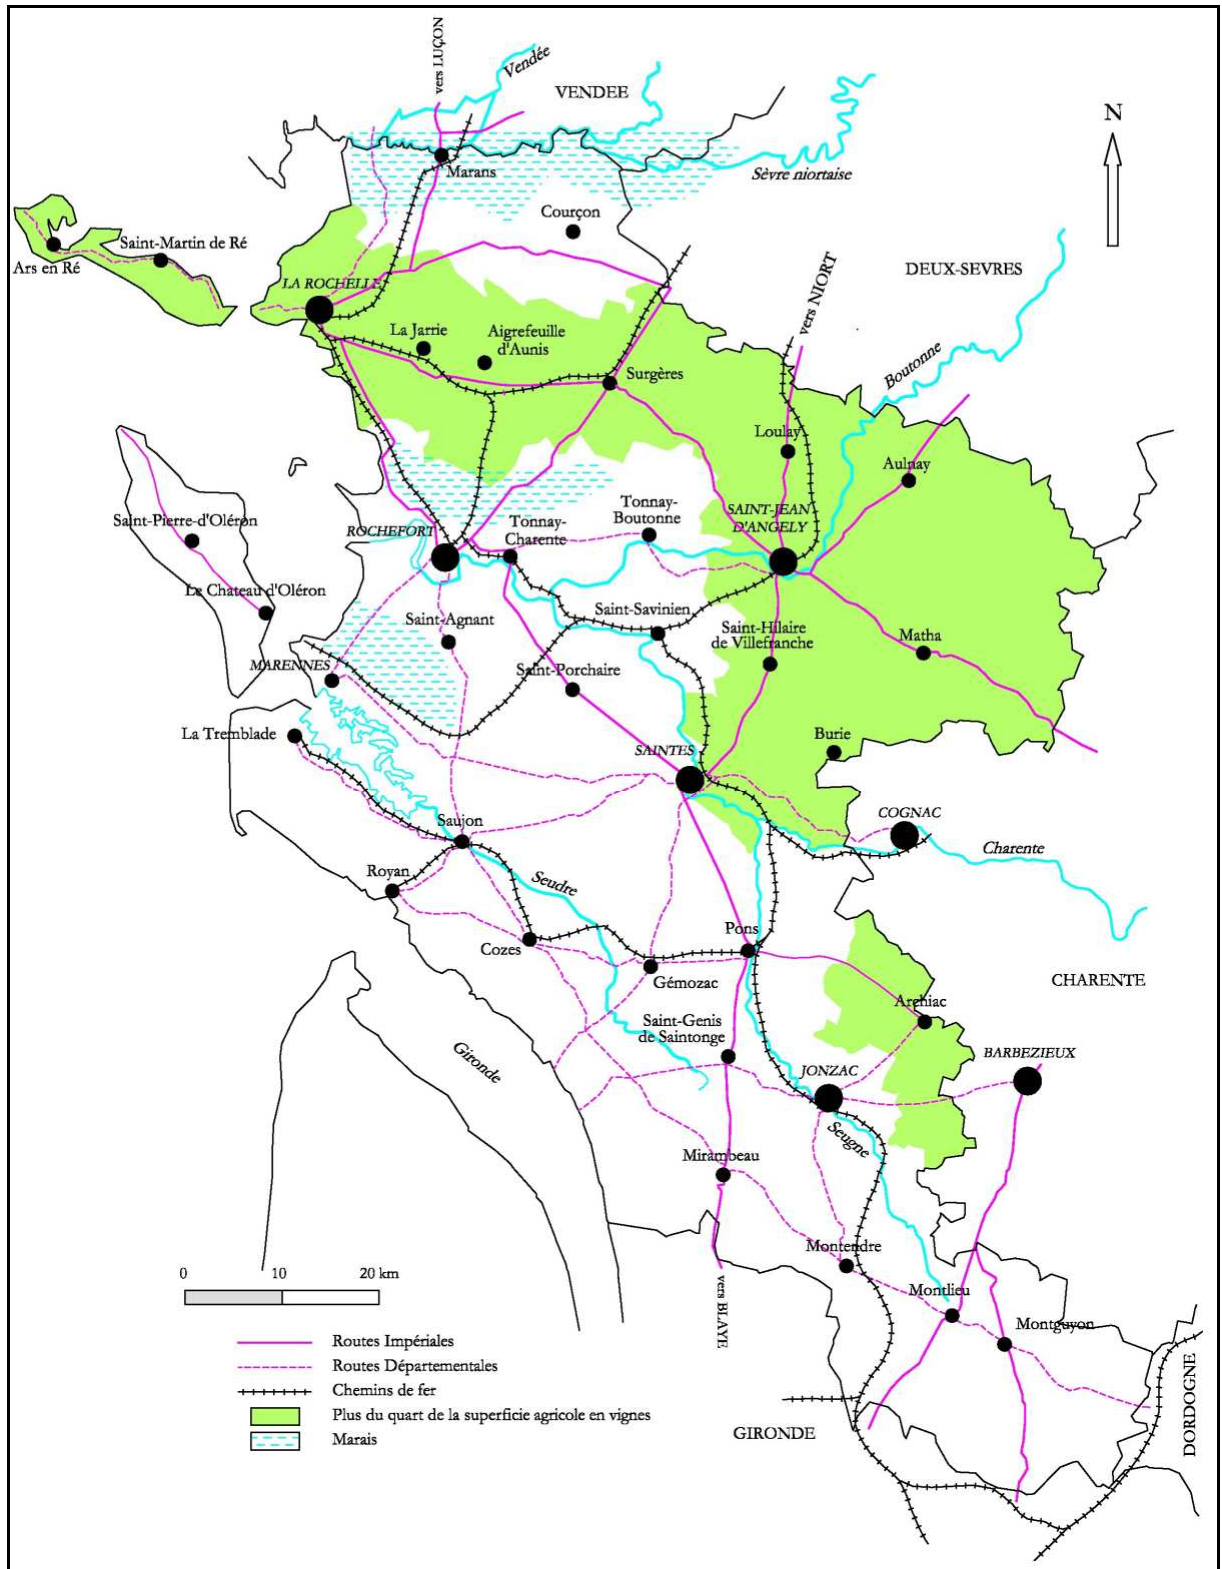 vers LUÇON
Vendée
VENDEE
N
Marans
Sèvre niortaise
Courçon
Saint-Martin de Ré
Ars en Ré
DEUX-SEVRES
LA ROCHELLE
vers NIORT
La Jarrie
Aigrefeuille
d'Aunis
Boutonne
Surgères
Loulay
Aulnay
Saint-Pierre-d'Oléron
ROCHEFORT
Tonnay-
Charente
Tonnay-
Boutonne
SAINT-JEAN
D'ANGELY
Le Chateau d'Oléron
Saint-Agnant
Saint-Savinien
Saint-Hilaire
de Villefranche
Matha
MARENNES
Saint-Porchaire
La Tremblade
SAINTES
Burie
Saujon
COGNAC
Charente
Royan
Seudre
Cozes
Pons
Gémozac
CHARENTE
Archiac
Saint-Genis
de Saintonge
Gironde
JONZAC
BARBEZIEUX
Seugne
Mirambeau
Montendre
Montlieu
Montguyon
vers BLAYE
0 10 20 km
Routes Impériales
Routes Départementales
Chemins de fer
Plus du quart de la superficie agricole en vignes
Marais
GIRONDE
DORDOGNE